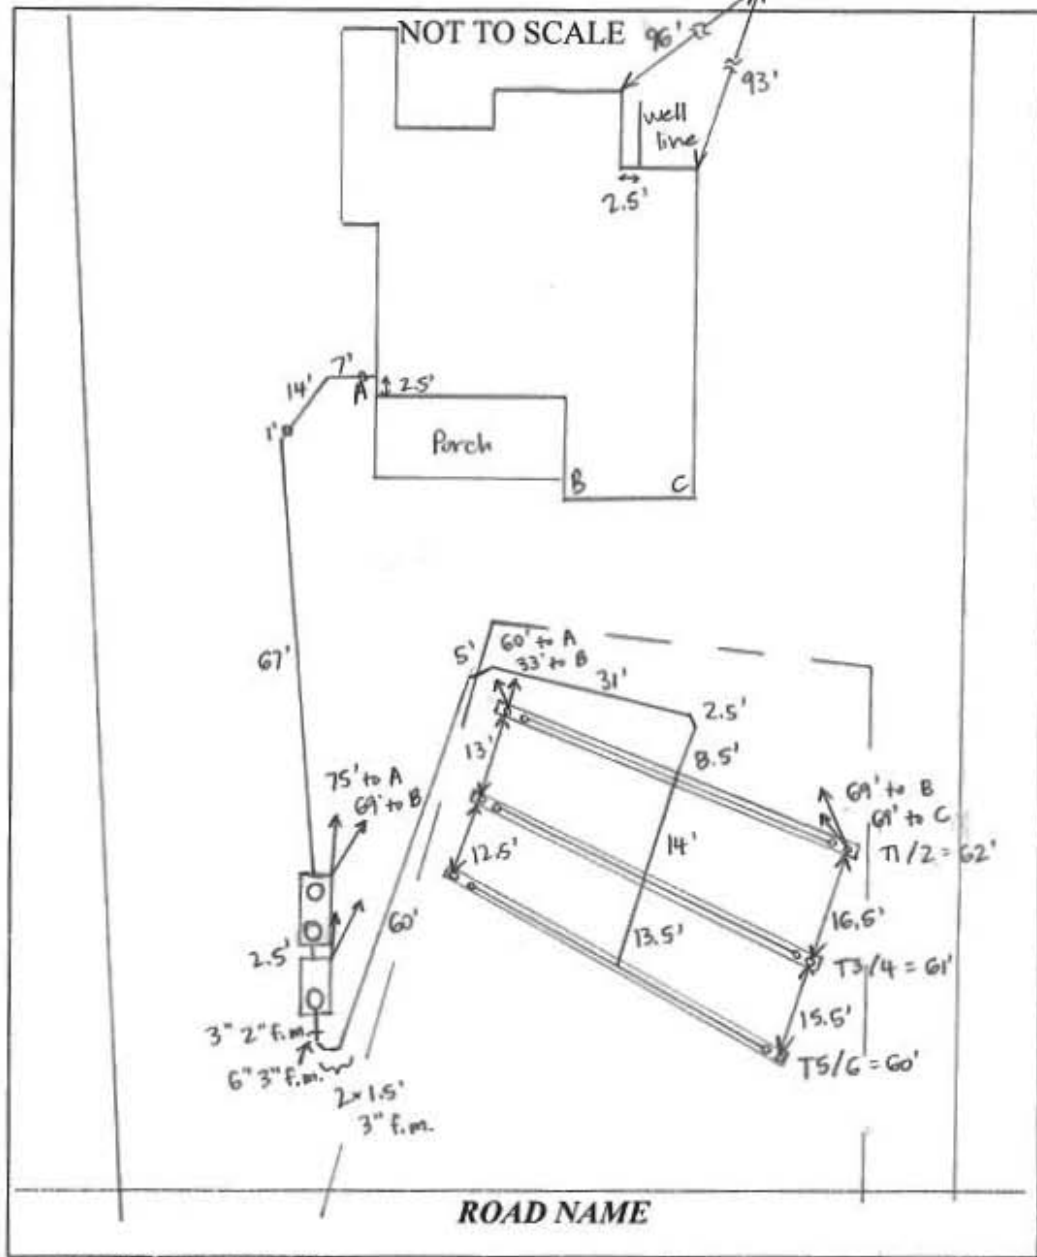 NOT TO SCALE
96'
93'
well
line
2.5'
7'
14'
A
2.5'
1'
Porch
B
C
67'
5'
60' to A
33' to B
31'
2.5'
8.5'
13'
75' to A
69' to B
69' to B
69' to C
T1/2 = 62'
14'
12.5'
60'
16.5'
13.5'
2.5'
T3/4 = 61'
15.5'
3" 2" f.m.
T5/6 = 60'
6" 3" f.m.
2 x 1.5'
3" f.m.
ROAD NAME